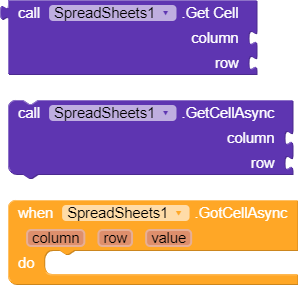 call SpreadSheets1 .Get Cell
column
row
call SpreadSheets1 .GetCellAsync
column
row
when SpreadSheets1 .GotCellAsync
column row value
do